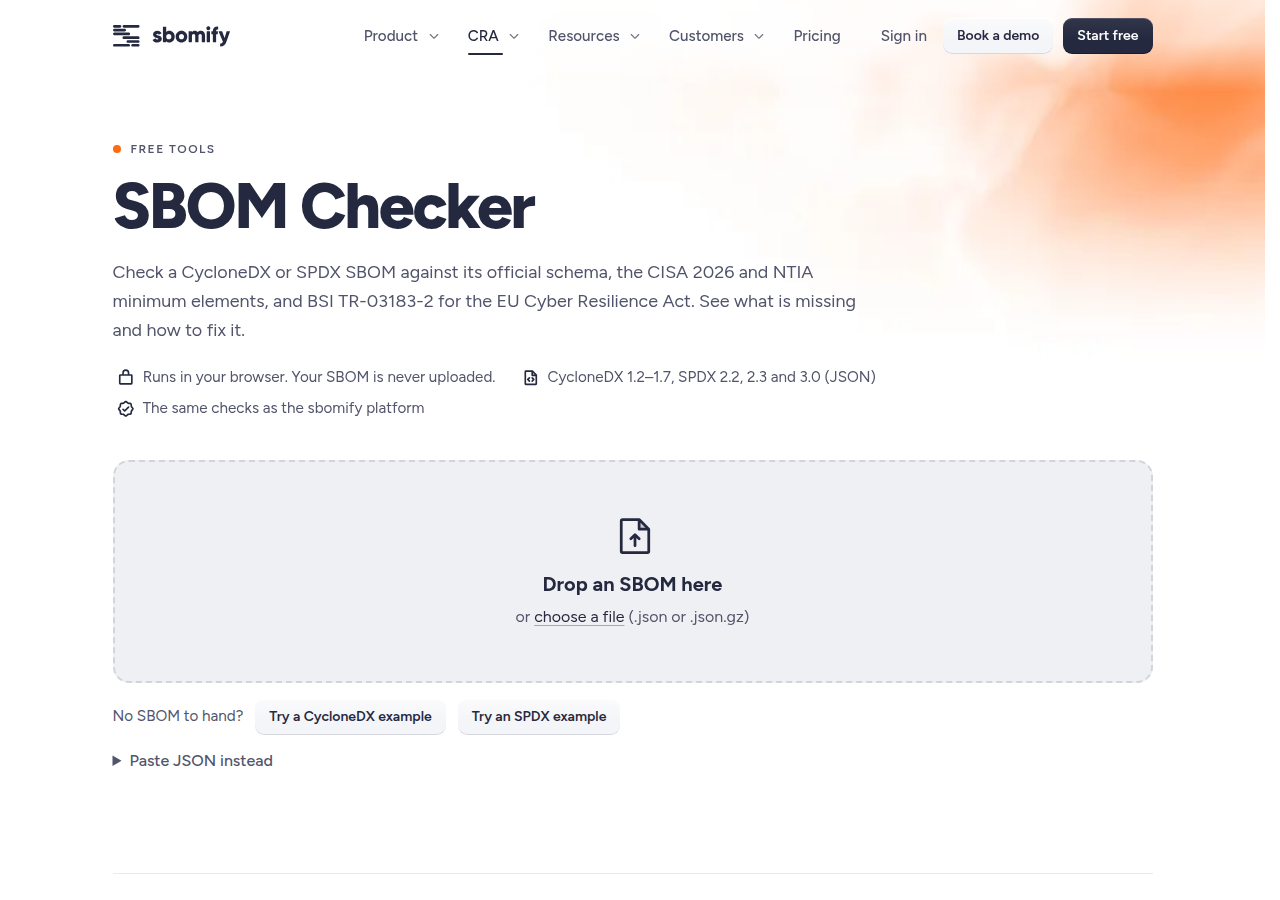 sbomify
Product
CRA
Resources
Customers
Pricing
Sign in
Book a demo
Start free
FREE TOOLS
SBOM Checker
Check a CycloneDX or SPDX SBOM against its official schema, the CISA 2026 and NTIA
minimum elements, and BSI TR-03183-2 for the EU Cyber Resilience Act. See what is missing
and how to fix it.
Runs in your browser. Your SBOM is never uploaded.
CycloneDX 1.2–1.7, SPDX 2.2, 2.3 and 3.0 (JSON)
The same checks as the sbomify platform
Drop an SBOM here
or choose a file (.json or .json.gz)
No SBOM to hand?
Try a CycloneDX example
Try an SPDX example
Paste JSON instead